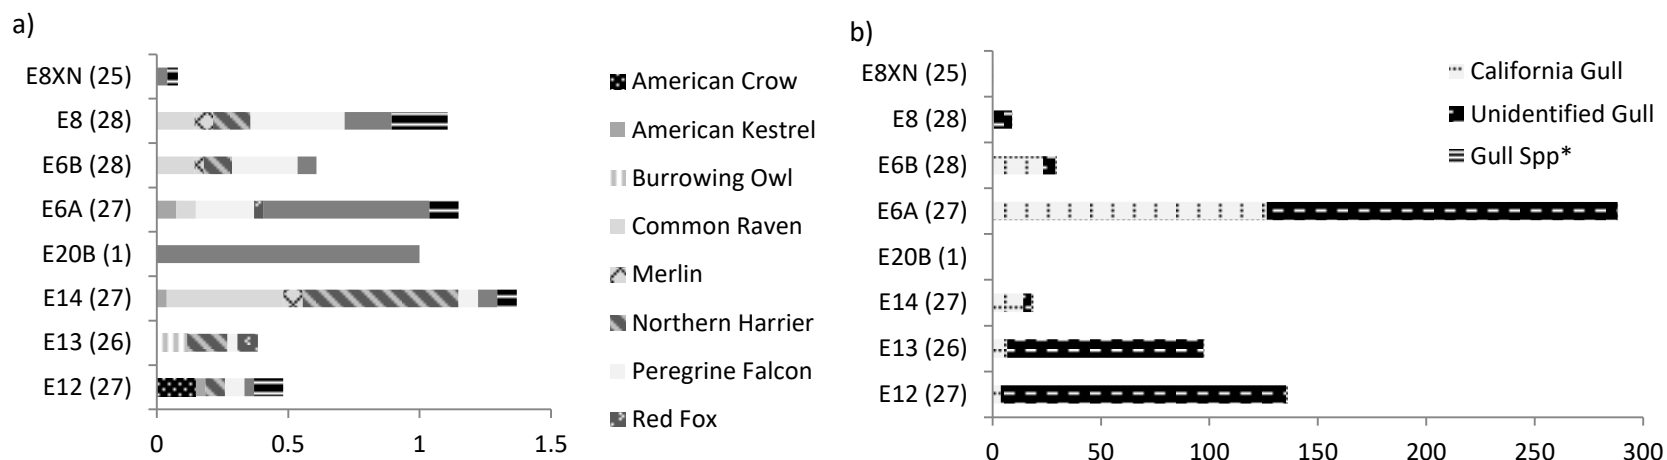 a)
E8XN (25)
E8 (28)
E6B (28)
E6A (27)
E20B (1)
E14 (27)
E13 (26)
E12 (27)
0
0.5
1
1.5
American Crow
American Kestrel
Burrowing Owl
Common Raven
Merlin
Northern Harrier
Peregrine Falcon
Red Fox
b)
E8XN (25)
E8 (28)
E6B (28)
E6A (27)
E20B (1)
E14 (27)
E13 (26)
E12 (27)
0
50
100
150
200
250
300
California Gull
Unidentified Gull
Gull Spp*